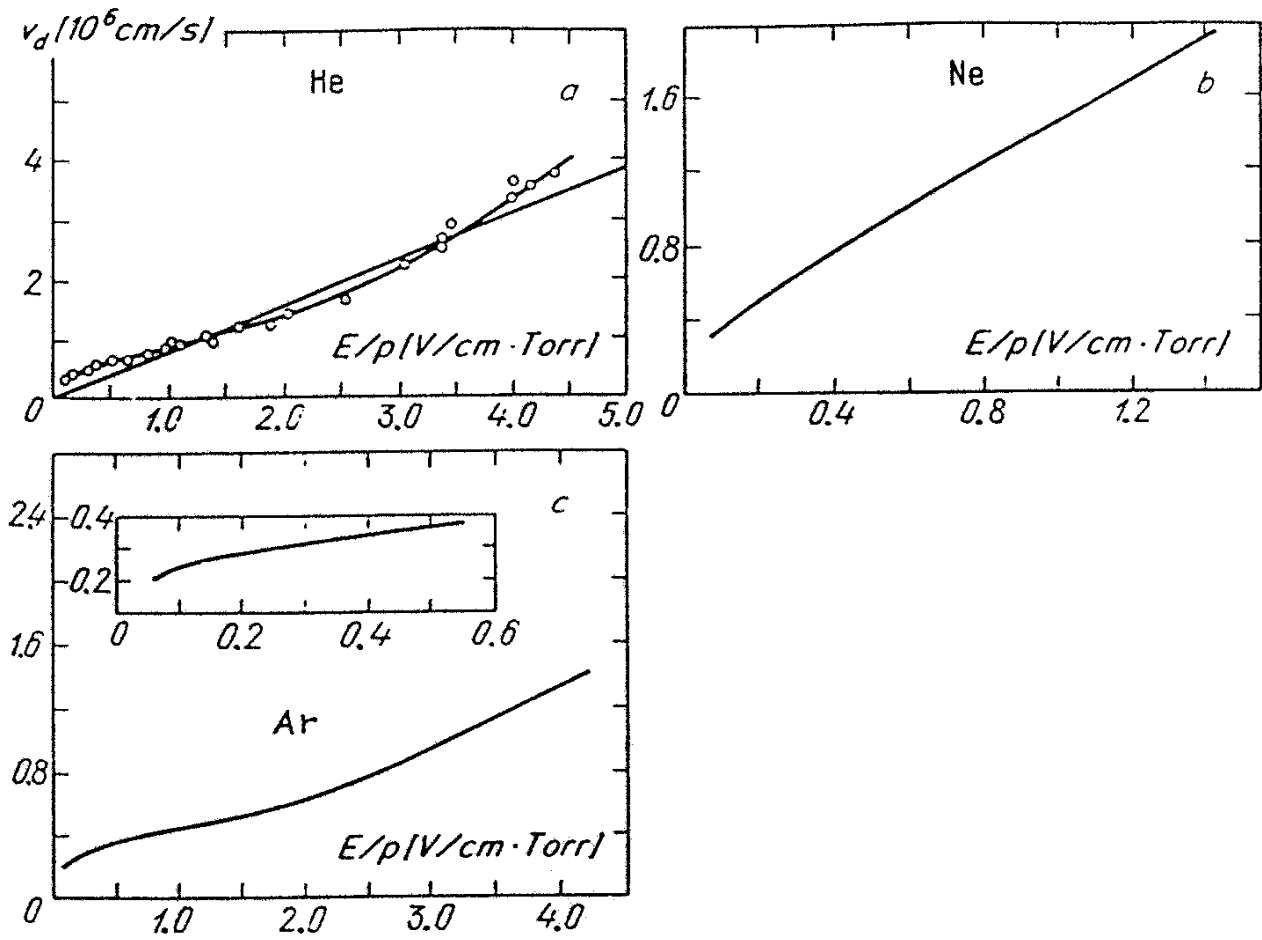 v_d [10^6 cm/s]
He
a
4
2
0
E/p [V/cm · Torr]
1.0 2.0 3.0 4.0 5.0
Ne
b
1.6
0.8
0
E/p [V/cm · Torr]
0.4 0.8 1.2
c
2.4
1.6
0.8
0
0.4
0.2
0 0.2 0.4 0.6
Ar
E/p [V/cm · Torr]
1.0 2.0 3.0 4.0